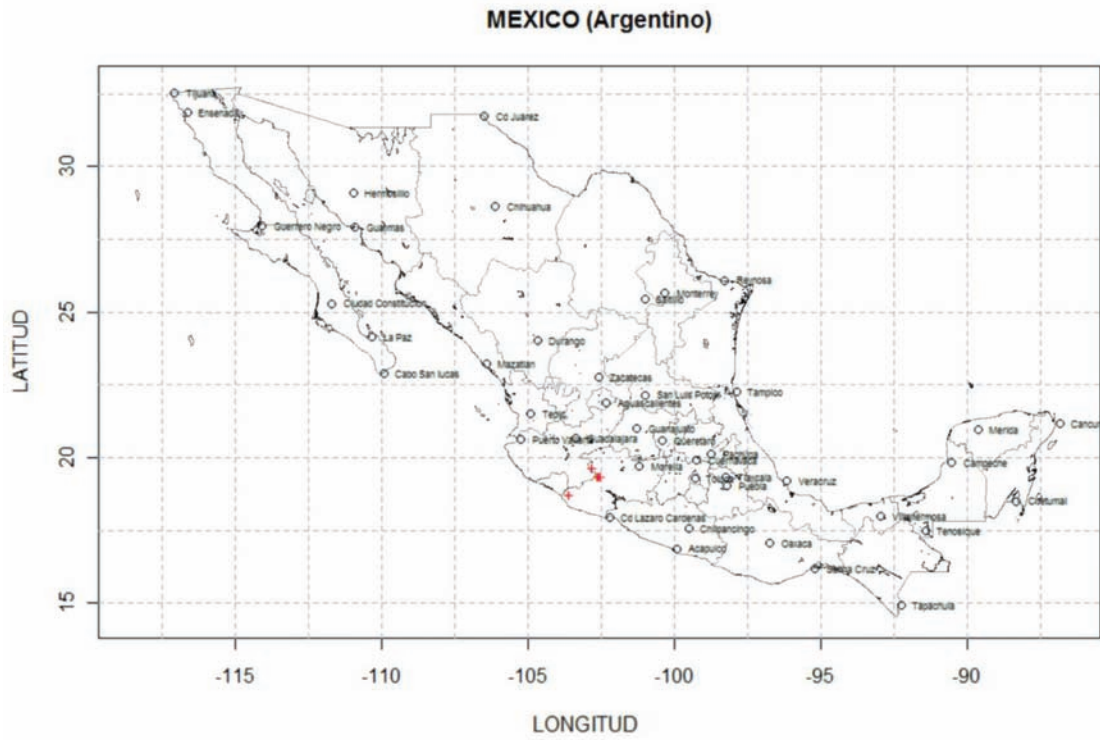 MEXICO (Argentino)
Tijuana
Ensenada
Cd Juarez
30
Hermosillo
Chihuahua
Guerrero Negro
Guaymas
Reynosa
Monterrey
Saltillo
25
Ciudad Constitucion
La Paz
Durango
Mazatlan
Cabo San lucas
Zacatecas
San Luis Potosi
Tampico
Aguascalientes
Tepic
Cancun
Guanajuato
Merida
Puerto Vallarta
Guadalajara
Queretaro
Pachuca
20
Cuernavaca
Campeche
Morelia
Toluca
Tlaxcala
Puebla
Veracruz
Chetumal
Cd Lazaro Cardenas
Villahermosa
Chilpancingo
Tenosique
Oaxaca
Acapulco
Salina Cruz
15
Tapachula
LATITUD
-115
-110
-105
-100
-95
-90
LONGITUD